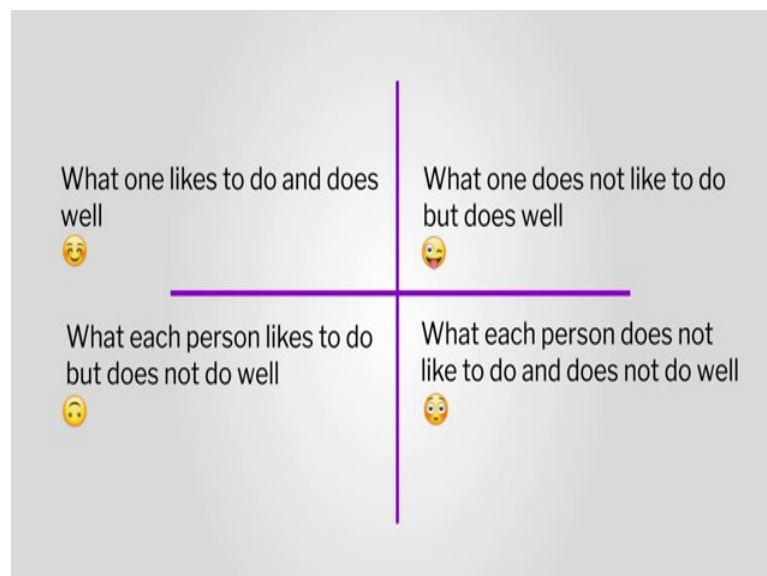 What one likes to do and does
well
What one does not like to do
but does well
What each person likes to do
but does not do well
What each person does not
like to do and does not do well